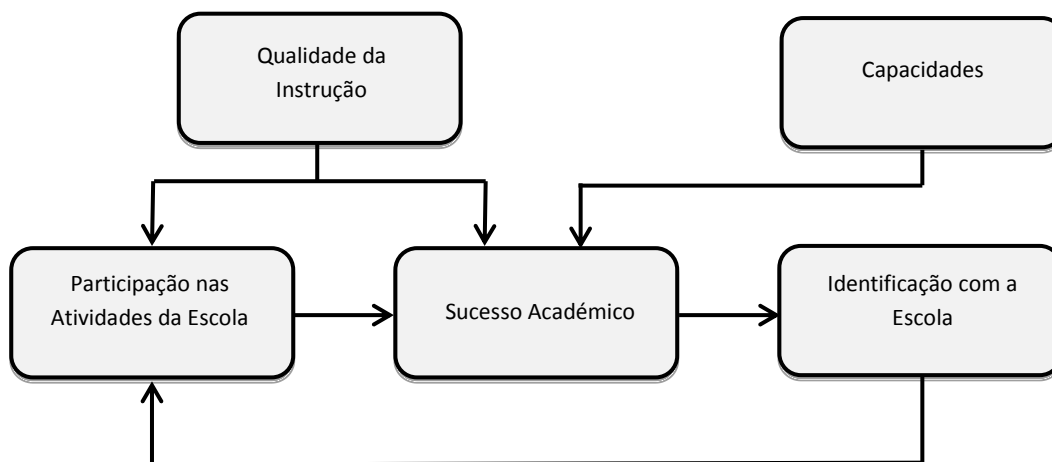 Qualidade da
Instrução
Capacidades
Participação nas
Atividades da Escola
Sucesso Académico
Identificação com a
Escola